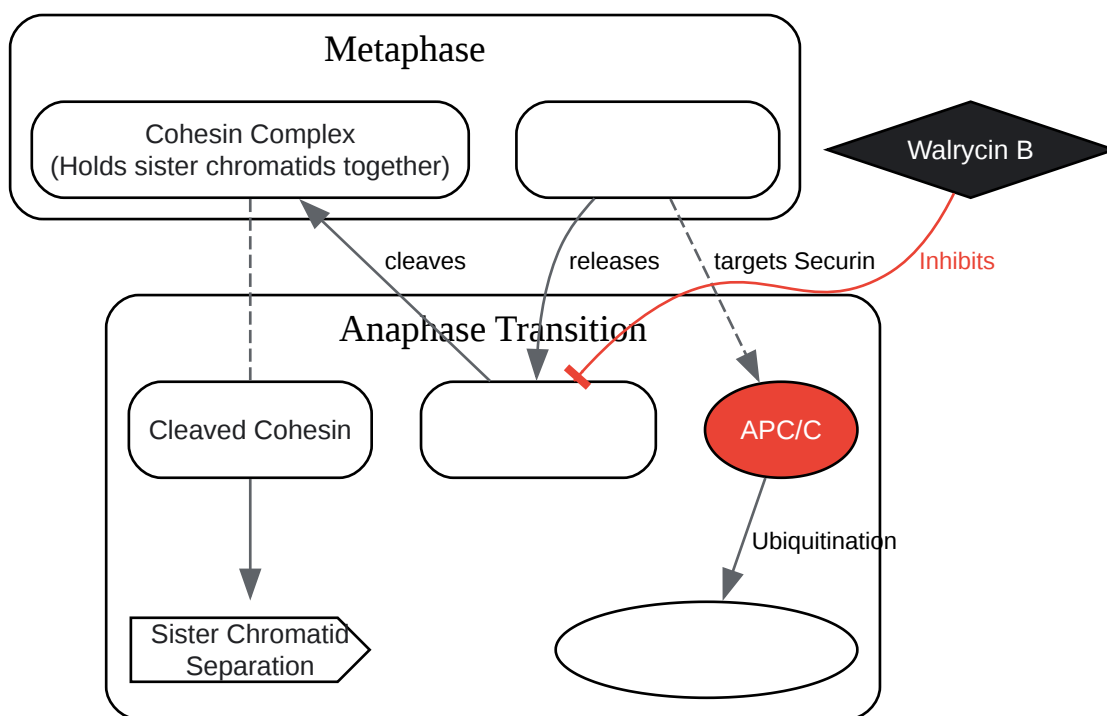 Metaphase
Cohesin Complex
(Holds sister chromatids together)
Walrycin B
cleaves
releases
targets Securin
Inhibits
Anaphase Transition
Cleaved Cohesin
APC/C
Ubiquitination
Sister Chromatid
Separation